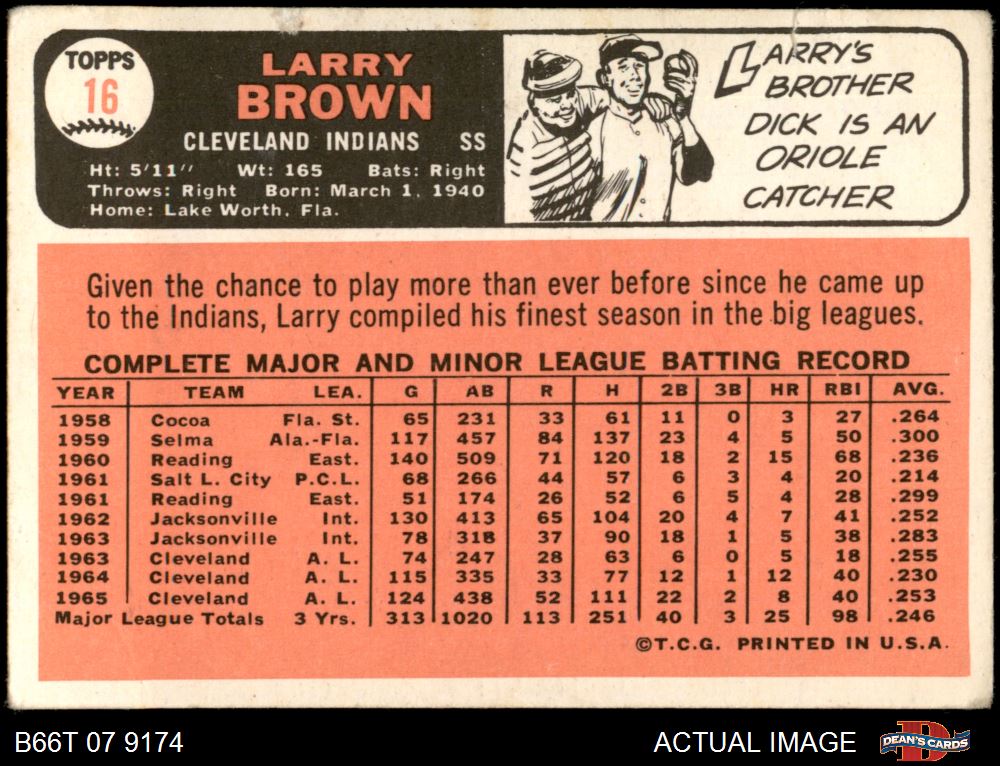 TOPPS
16
LARRY
BROWN
CLEVELAND INDIANS SS
Ht: 5'11" Wt: 165 Bats: Right
Throws: Right Born: March 1, 1940
Home: Lake Worth, Fla.
LARRY'S
BROTHER
DICK IS AN
ORIOLE
CATCHER
Given the chance to play more than ever before since he came up
to the Indians, Larry compiled his finest season in the big leagues.
COMPLETE MAJOR AND MINOR LEAGUE BATTING RECORD
YEAR TEAM LEA. G AB R H 2B 3B HR RBI AVG.
1958 Cocoa Fla. St. 65 231 33 61 11 0 3 27 .264
1959 Selma Ala.-Fla. 117 457 84 137 23 4 5 50 .300
1960 Reading East. 140 509 71 120 18 2 15 68 .236
1961 Salt L. City P.C.L. 68 266 44 57 6 3 4 20 .214
1961 Reading East. 51 174 26 52 6 5 4 28 .299
1962 Jacksonville Int. 130 413 65 104 20 4 7 41 .252
1963 Jacksonville Int. 78 318 37 90 18 1 5 38 .283
1963 Cleveland A. L. 74 247 28 63 6 0 5 18 .255
1964 Cleveland A. L. 115 335 33 77 12 1 12 40 .230
1965 Cleveland A. L. 124 438 52 111 22 2 8 40 .253
Major League Totals 3 Yrs. 313 1020 113 251 40 3 25 98 .246
©T.C.G. PRINTED IN U.S.A.
B66T 07 9174
ACTUAL IMAGE
D
DEAN'S CARDS